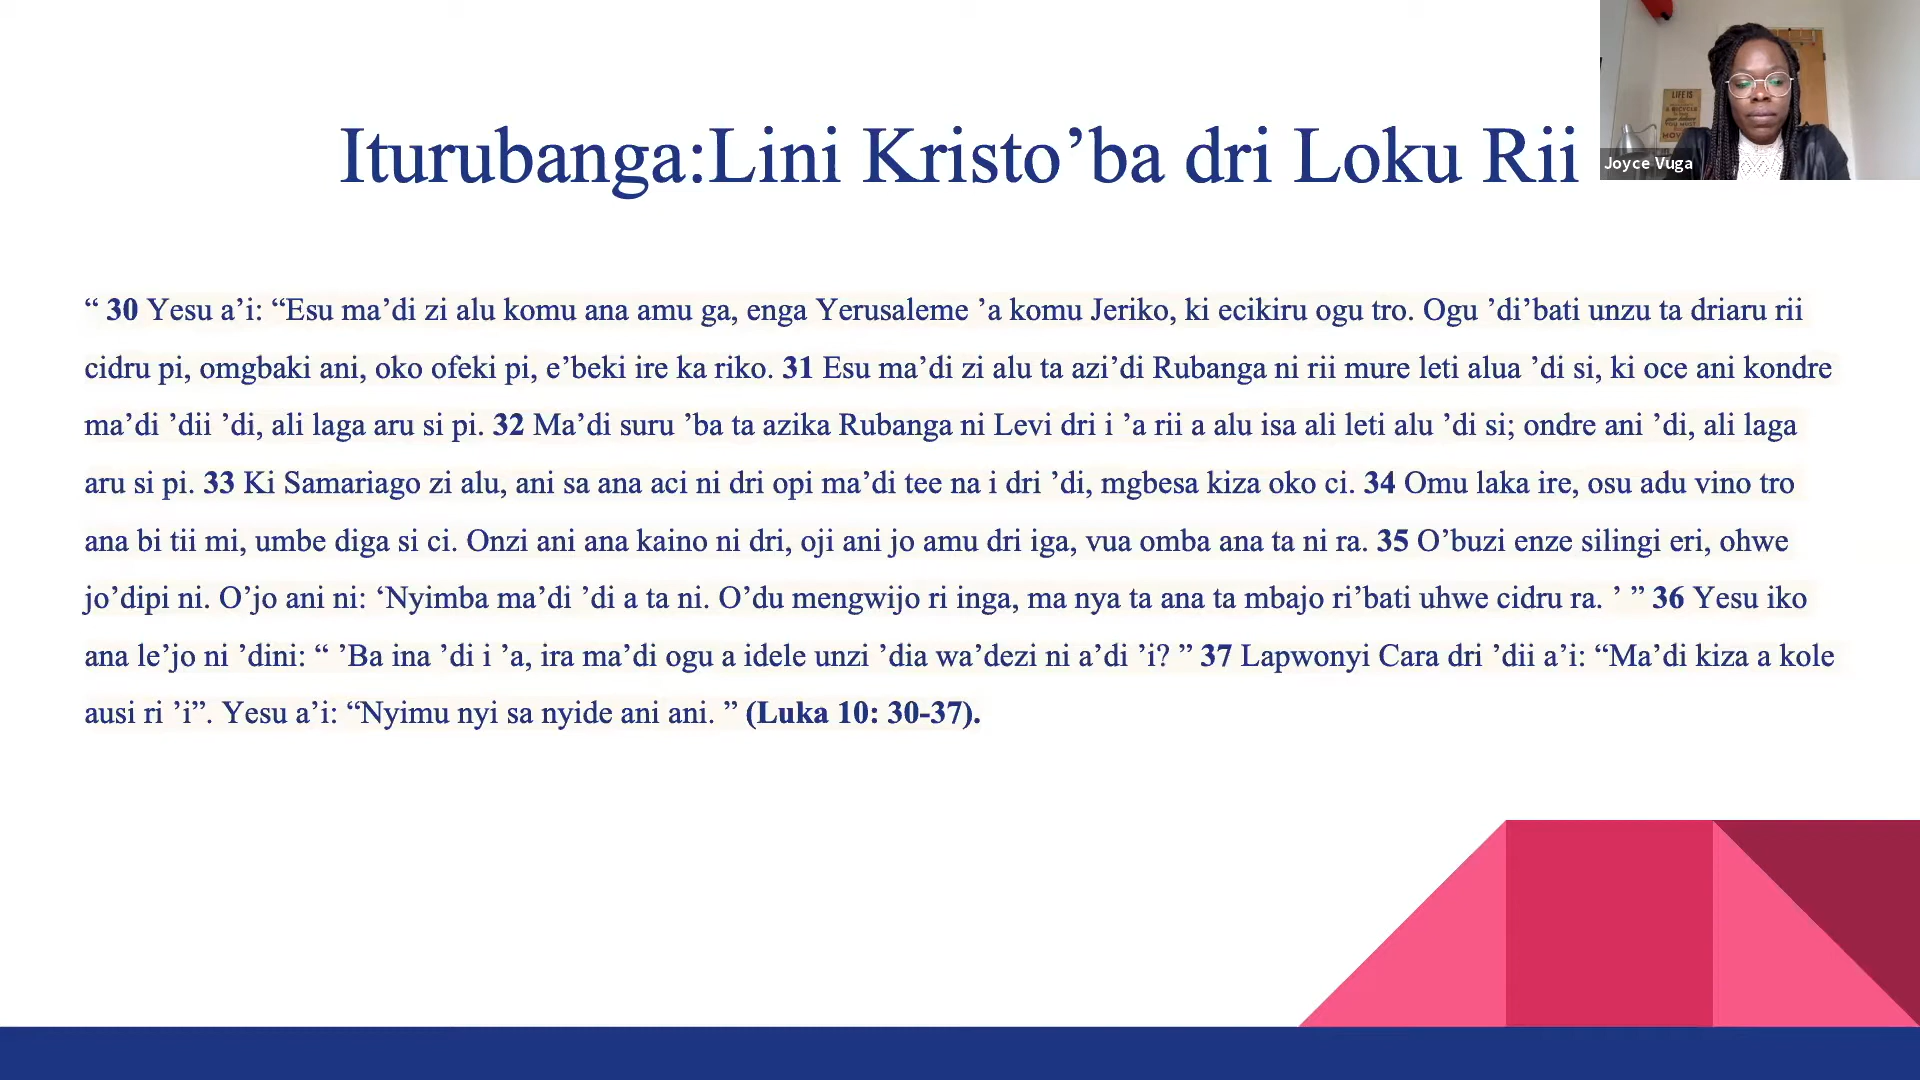 Iturubanga:Lini Kristo’ba dri Loku Rii
“ 30 Yesu a’i: “Esu ma’di zi alu komu ana amu ga, enga Yerusaleme ’a komu Jeriko, ki ecikiru ogu tro. Ogu ’di’bati unzu ta driaru rii
cidru pi, omgbaki ani, oko ofeki pi, e’beki ire ka riko. 31 Esu ma’di zi alu ta azi’di Rubanga ni rii mure leti alua ’di si, ki oce ani kondre
ma’di ’dii ’di, ali laga aru si pi. 32 Ma’di suru ’ba ta azika Rubanga ni Levi dri i ’a rii a alu isa ali leti alu ’di si; ondre ani ’di, ali laga
aru si pi. 33 Ki Samariago zi alu, ani sa ana aci ni dri opi ma’di tee na i dri ’di, mgbesa kiza oko ci. 34 Omu laka ire, osu adu vino tro
ana bi tii mi, umbe diga si ci. Onzi ani ana kaino ni dri, oji ani jo amu dri iga, vua omba ana ta ni ra. 35 O’buzi enze silingi eri, ohwe
jo’dipi ni. O’jo ani ni: ‘Nyimba ma’di ’di a ta ni. O’du mengwijo ri inga, ma nya ta ana ta mbajo ri’bati uhwe cidru ra. ’ ” 36 Yesu iko
ana le’jo ni ’dini: “ ’Ba ina ’di i ’a, ira ma’di ogu a idele unzi ’dia wa’dezi ni a’di ’i? ” 37 Lapwonyi Cara dri ’dii a’i: “Ma’di kiza a kole
ausi ri ’i”. Yesu a’i: “Nyimu nyi sa nyide ani ani. ” (Luka 10: 30-37).
Joyce Vuga
LIFE IS
A BICYCLE